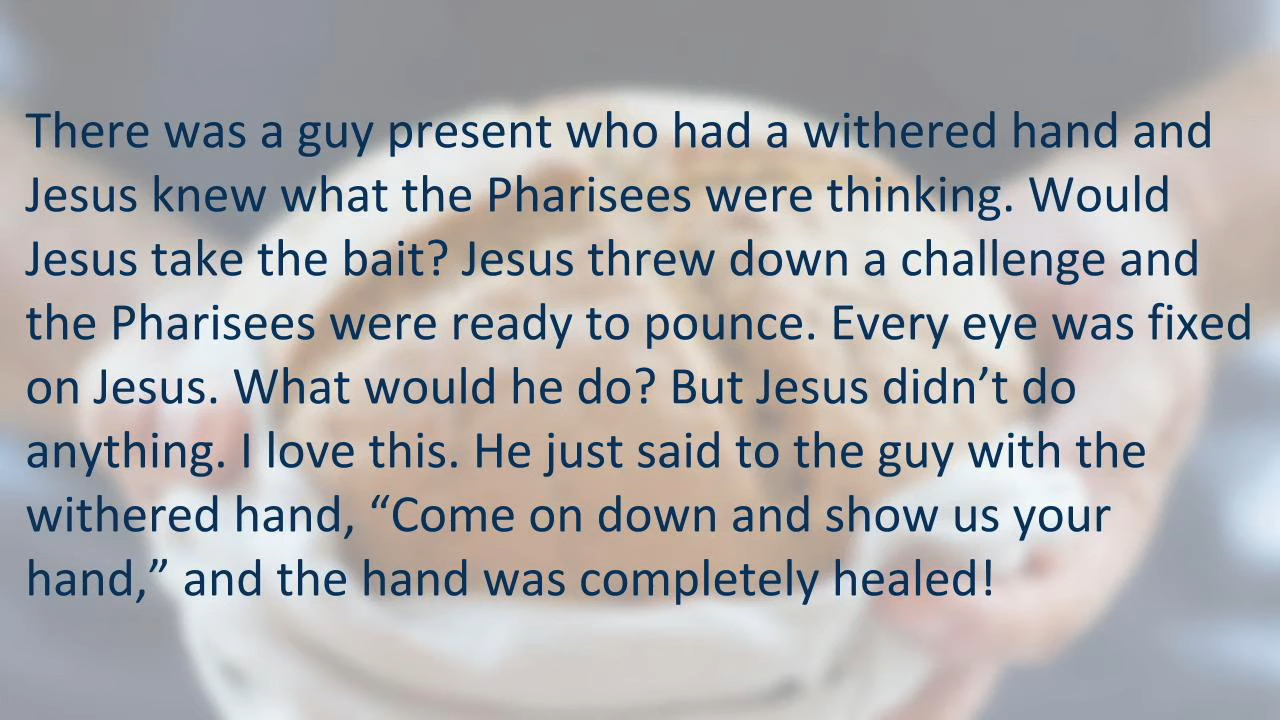 There was a guy present who had a withered hand and
Jesus knew what the Pharisees were thinking. Would
Jesus take the bait? Jesus threw down a challenge and
the Pharisees were ready to pounce. Every eye was fixed
on Jesus. What would he do? But Jesus didn’t do
anything. I love this. He just said to the guy with the
withered hand, “Come on down and show us your
hand,” and the hand was completely healed!